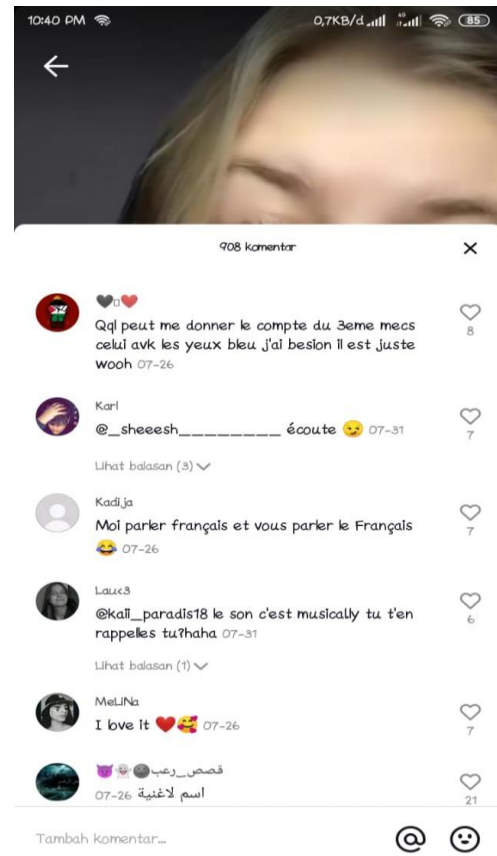 10:40 PM
0,7KB/d
4G
85
908 komentar
🖤▯❤️
Qql peut me donner le compte du 3eme mecs
celui avk les yeux bleu j'ai besion il est juste
wooh 07-26
8
Karl
@_sheeesh_________ écoute 😏 07-31
7
Lihat balasan (3)
Kadija
Moi parler français et vous parler le Français
😂 07-26
7
Lau<3
@kaii_paradis18 le son c'est musically tu t'en
rappelles tu?haha 07-31
6
Lihat balasan (1)
MeLiNa
I love it ❤️🥰 07-26
7
قصص_رعب🌚👻😈
اسم لاغنية 07-26
21
Tambah komentar...